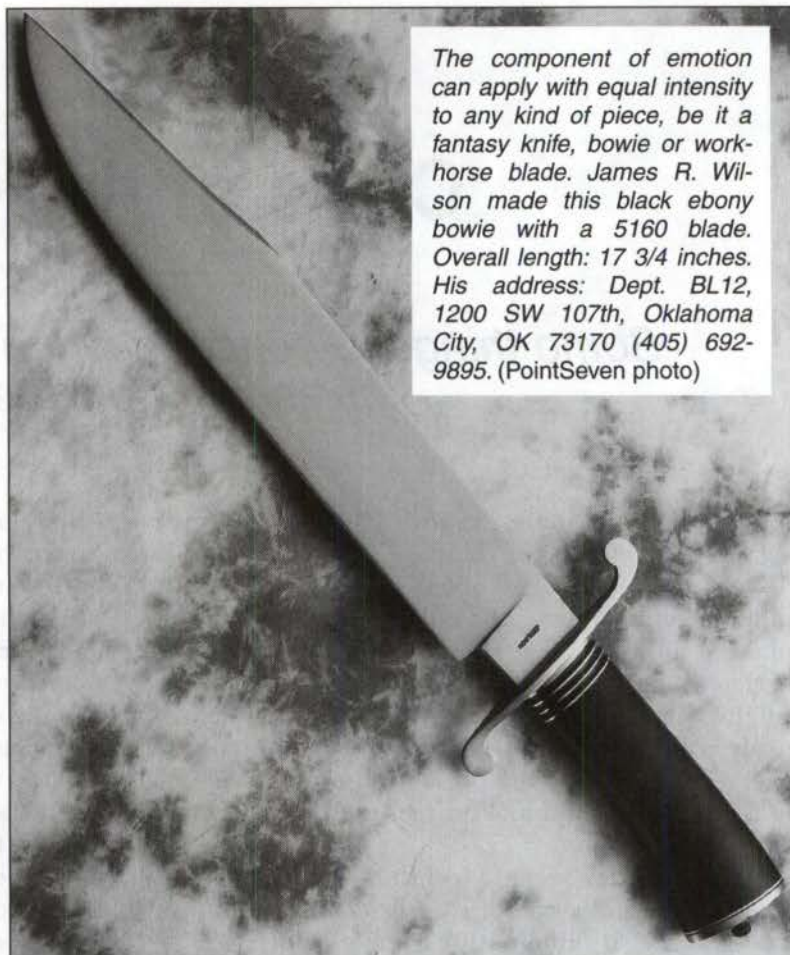 The component of emotion
can apply with equal intensity
to any kind of piece, be it a
fantasy knife, bowie or work-
horse blade. James R. Wil-
son made this black ebony
bowie with a 5160 blade.
Overall length: 17 3/4 inches.
His address: Dept. BL12,
1200 SW 107th, Oklahoma
City, OK 73170 (405) 692-
9895. (PointSeven photo)